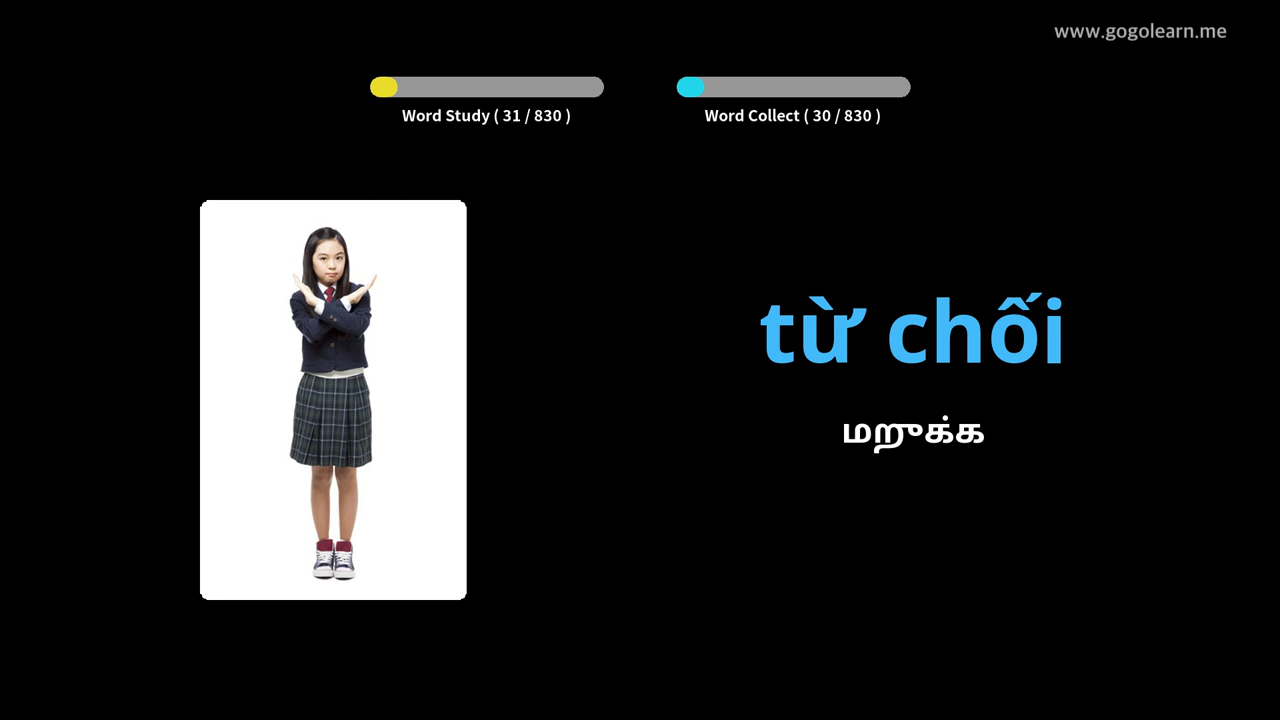 www.gogolearn.me
Word Study ( 31 / 830 )
Word Collect ( 30 / 830 )
từ chối
மறுக்க